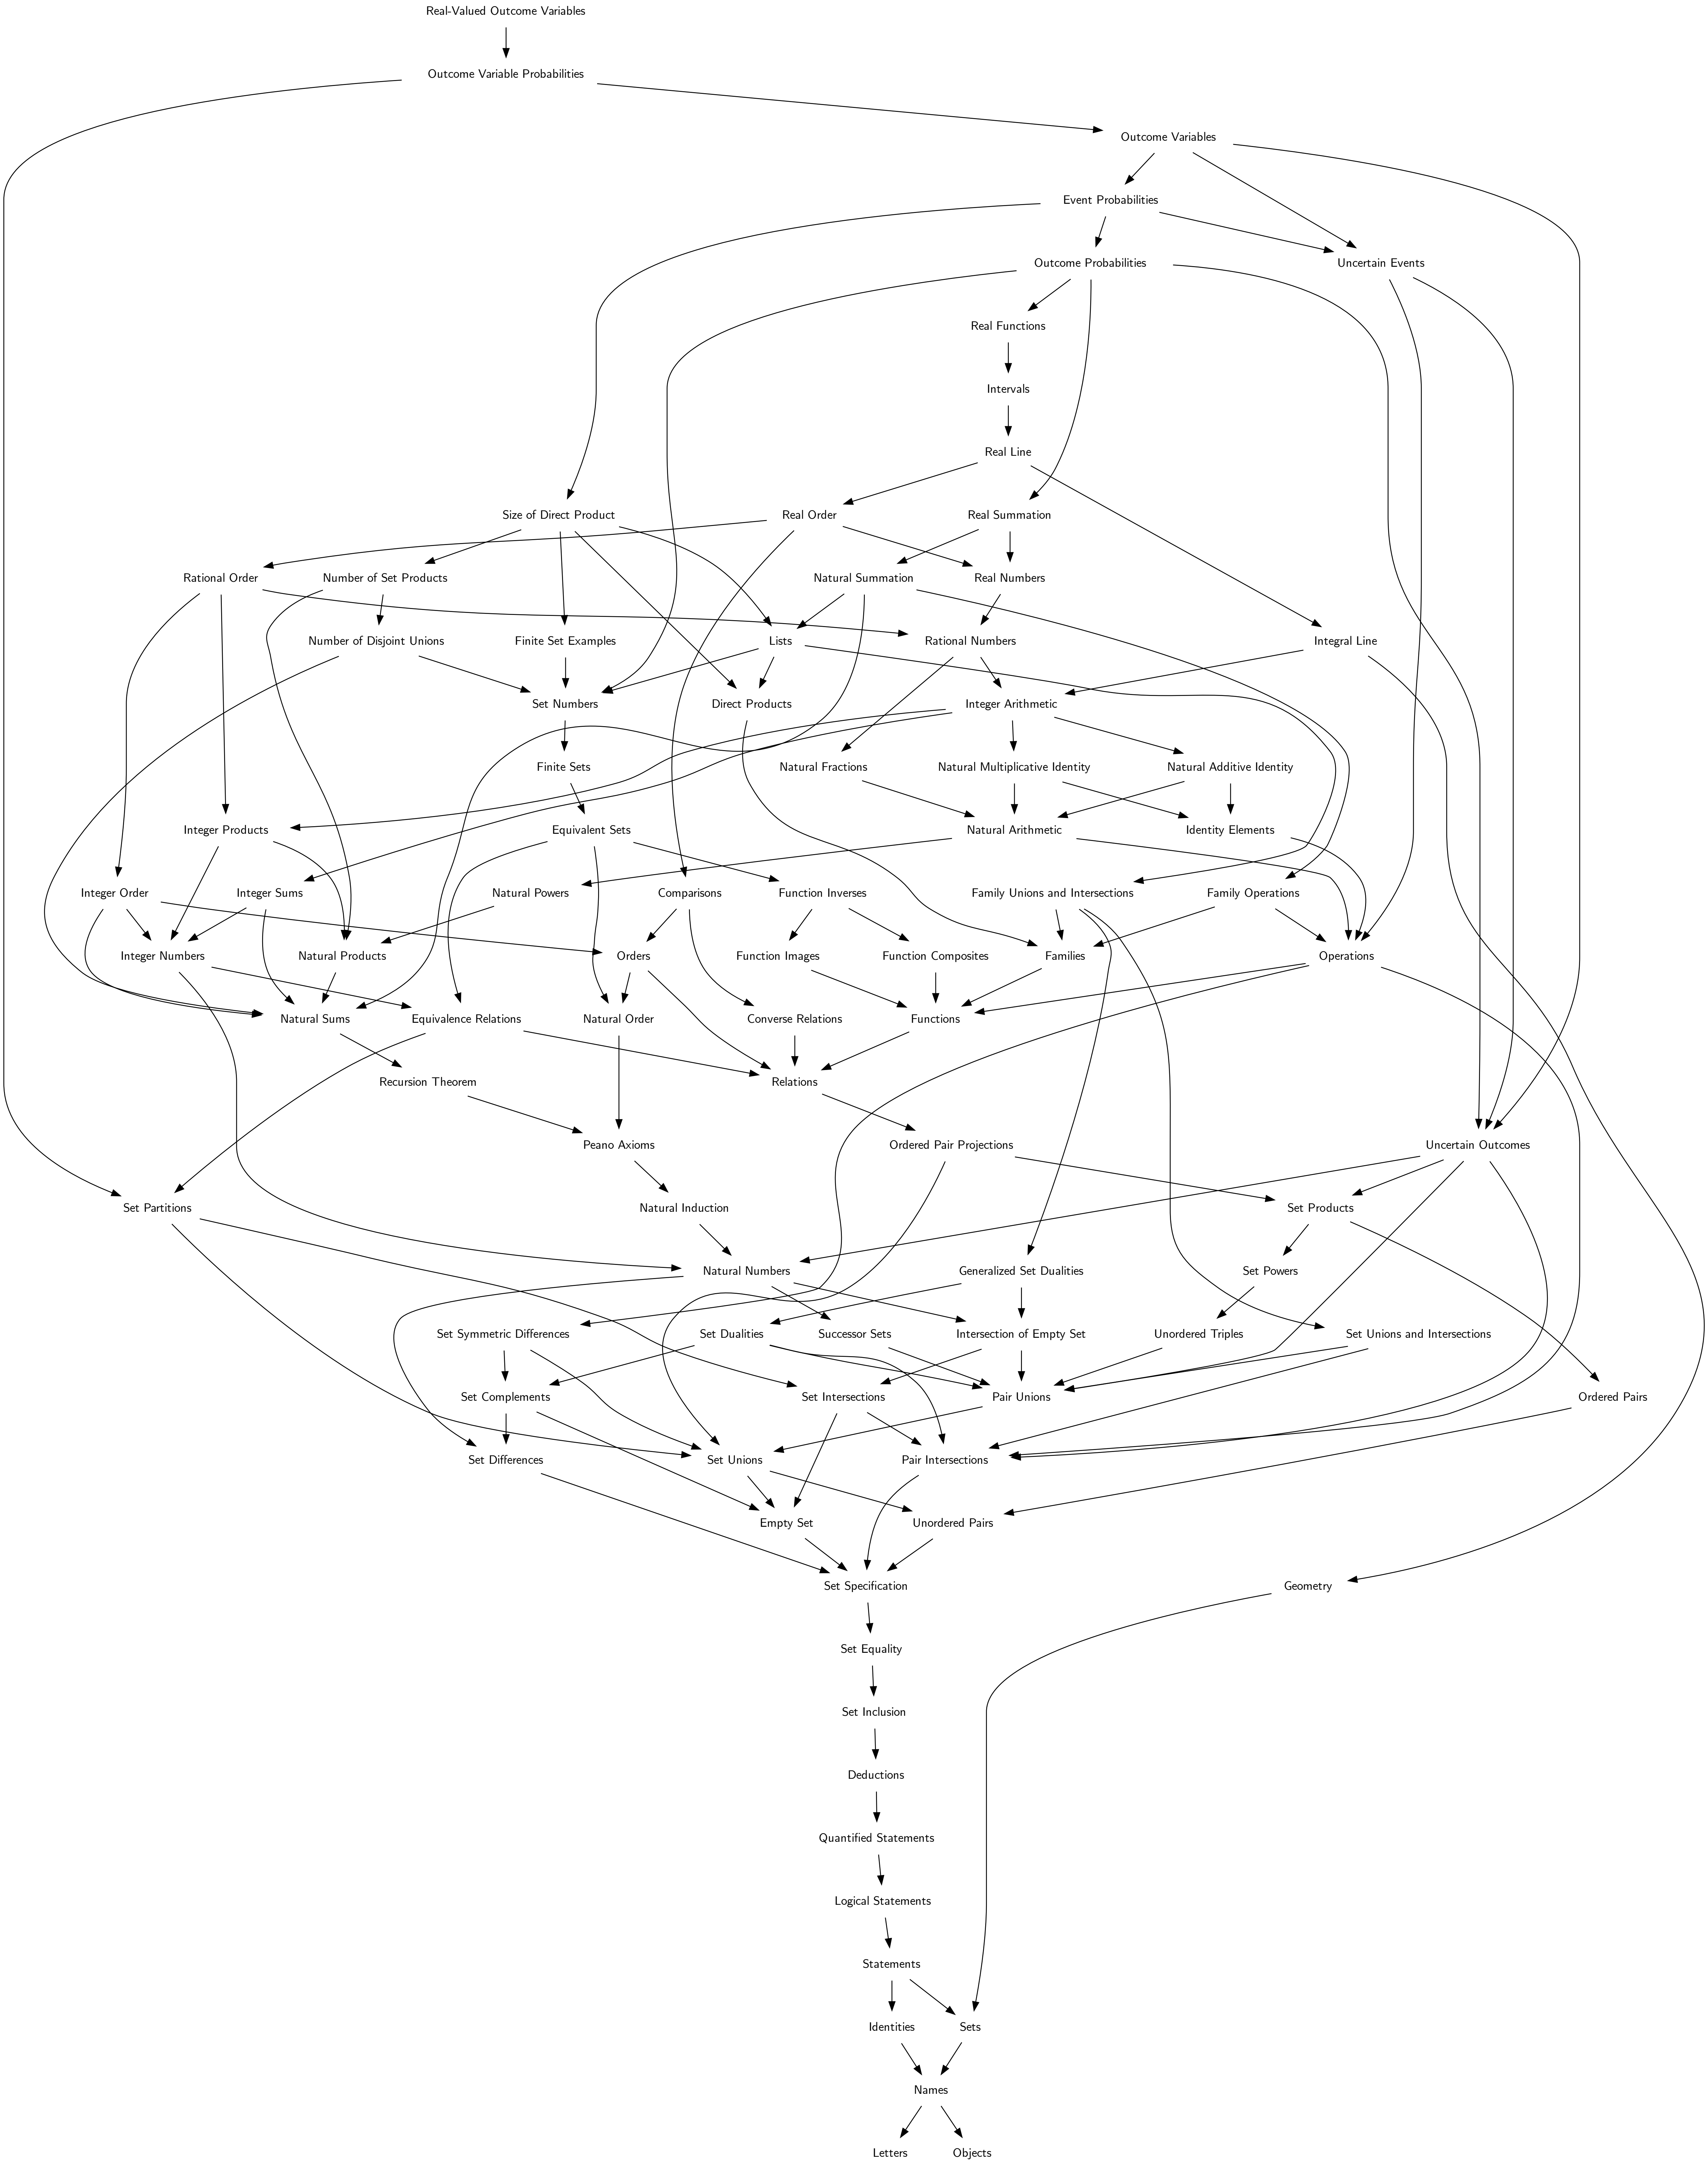 Real-Valued Outcome Variables
Outcome Variable Probabilities
Outcome Variables
Event Probabilities
Outcome Probabilities
Uncertain Events
Real Functions
Intervals
Real Line
Size of Direct Product
Real Order
Real Summation
Rational Order
Number of Set Products
Natural Summation
Real Numbers
Number of Disjoint Unions
Finite Set Examples
Lists
Rational Numbers
Integral Line
Set Numbers
Direct Products
Integer Arithmetic
Finite Sets
Natural Fractions
Natural Multiplicative Identity
Natural Additive Identity
Integer Products
Equivalent Sets
Natural Arithmetic
Identity Elements
Integer Order
Integer Sums
Natural Powers
Comparisons
Function Inverses
Family Unions and Intersections
Family Operations
Integer Numbers
Natural Products
Orders
Function Images
Function Composites
Families
Operations
Natural Sums
Equivalence Relations
Natural Order
Converse Relations
Functions
Recursion Theorem
Relations
Peano Axioms
Ordered Pair Projections
Uncertain Outcomes
Set Partitions
Natural Induction
Set Products
Natural Numbers
Generalized Set Dualities
Set Powers
Set Symmetric Differences
Set Dualities
Successor Sets
Intersection of Empty Set
Unordered Triples
Set Unions and Intersections
Set Complements
Set Intersections
Pair Unions
Ordered Pairs
Set Differences
Set Unions
Pair Intersections
Empty Set
Unordered Pairs
Set Specification
Geometry
Set Equality
Set Inclusion
Deductions
Quantified Statements
Logical Statements
Statements
Identities
Sets
Names
Letters
Objects